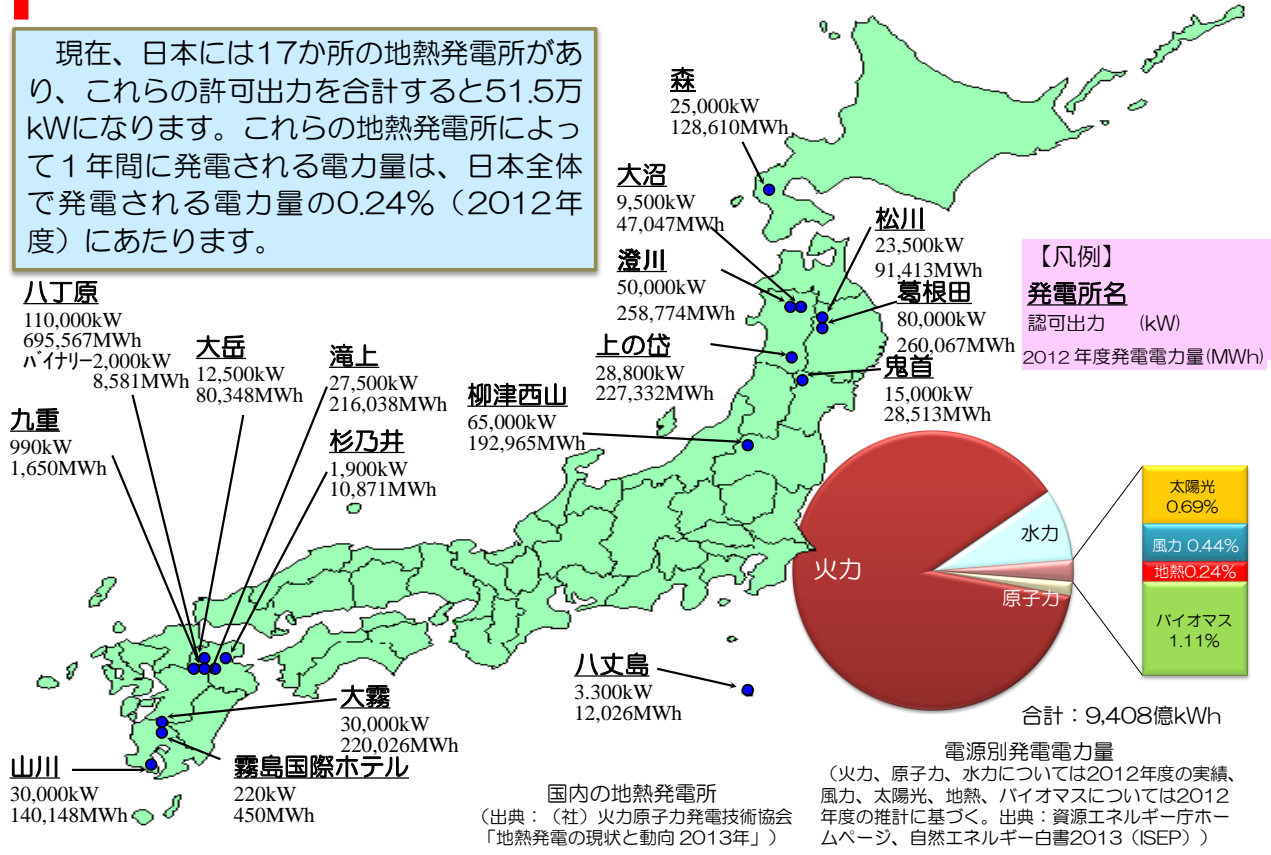 現在、日本には17か所の地熱発電所があ
り、これらの許可出力を合計すると51.5万
kWになります。これらの地熱発電所によっ
て１年間に発電される電力量は、日本全体
で発電される電力量の0.24%（2012年
度）にあたります。
森
25,000kW
128,610MWh
大沼
9,500kW
47,047MWh
澄川
50,000kW
258,774MWh
松川
23,500kW
91,413MWh
葛根田
80,000kW
260,067MWh
上の岱
28,800kW
227,332MWh
鬼首
15,000kW
28,513MWh
柳津西山
65,000kW
192,965MWh
【凡例】
発電所名
認可出力　(kW)
2012 年度発電電力量(MWh)
八丁原
110,000kW
695,567MWh
バイナリー2,000kW
8,581MWh
大岳
12,500kW
80,348MWh
滝上
27,500kW
216,038MWh
九重
990kW
1,650MWh
杉乃井
1,900kW
10,871MWh
大霧
30,000kW
220,026MWh
霧島国際ホテル
220kW
450MWh
山川
30,000kW
140,148MWh
八丈島
3.300kW
12,026MWh
国内の地熱発電所
（出典：（社）火力原子力発電技術協会
「地熱発電の現状と動向 2013年」）
火力
水力
原子力
太陽光
0.69%
風力 0.44%
地熱0.24%
バイオマス
1.11%
合計：9,408億kWh
電源別発電電力量
（火力、原子力、水力については2012年度の実績、
風力、太陽光、地熱、バイオマスについては2012
年度の推計に基づく。出典：資源エネルギー庁ホー
ムページ、自然エネルギー白書2013（ISEP））